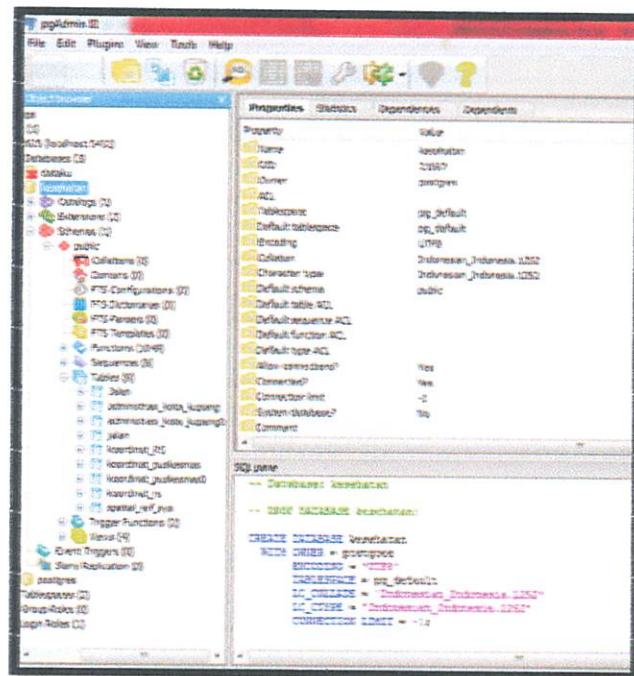 pgAdmin III
File Edit Plugins View Tools Help
Object browser
Databases (3)
dataku
kesehatan
Catalogs (2)
Extensions (2)
Schemas (1)
public
Collations (0)
Domains (0)
FTS Configurations (0)
FTS Dictionaries (0)
FTS Parsers (0)
FTS Templates (0)
Functions
Sequences
Tables
jalan
administrasi_kota_kupang
jalan
koordinat_puskesmas
koordinat_rs
spatial_ref_sys
Trigger Functions
Views
Event Triggers (0)
Slony Replication (0)
postgres
Tablespaces (2)
Group Roles (0)
Login Roles (1)
Properties Statistics Dependencies Dependents
Property Value
Name kesehatan
OID
Owner postgres
ACL
Tablespace pg_default
Default tablespace pg_default
Encoding UTF8
Collation Indonesian_Indonesia.1252
Character type Indonesian_Indonesia.1252
Default schema public
Default table ACL
Default sequence ACL
Default function ACL
Default type ACL
Allow connections? Yes
Connected? Yes
Connection limit -1
System database? No
Comment
SQL pane
-- Database: kesehatan
-- DROP DATABASE kesehatan;
CREATE DATABASE kesehatan
WITH OWNER = postgres
ENCODING = 'UTF8'
TABLESPACE = pg_default
LC_COLLATE = 'Indonesian_Indonesia.1252'
LC_CTYPE = 'Indonesian_Indonesia.1252'
CONNECTION LIMIT = -1;